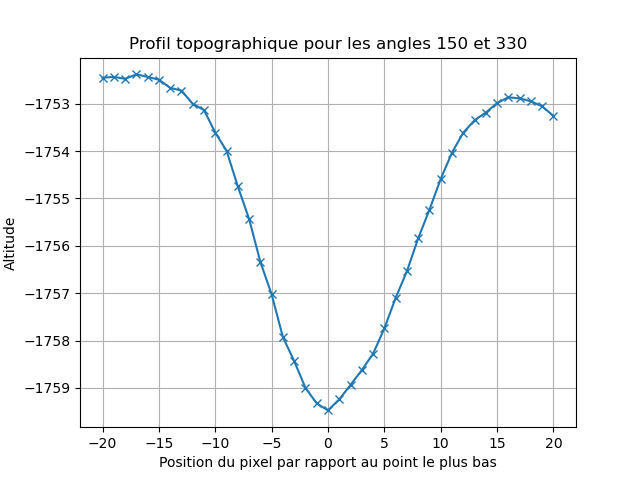 Profil topographique pour les angles 150 et 330
Altitude
−1753
−1754
−1755
−1756
−1757
−1758
−1759
−20 −15 −10 −5 0 5 10 15 20
Position du pixel par rapport au point le plus bas